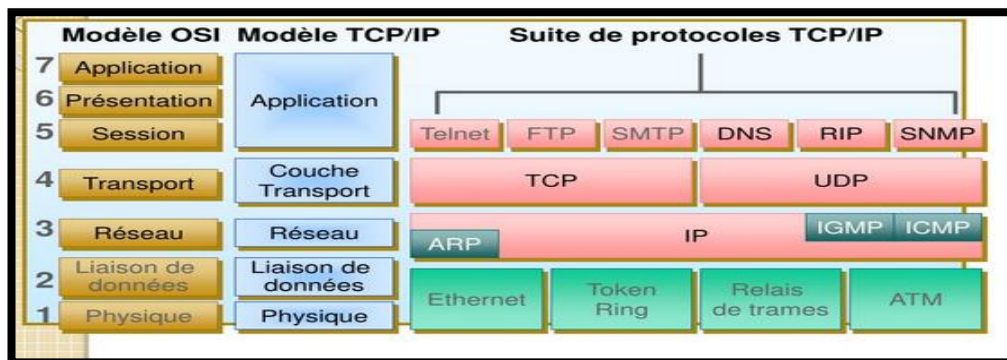 Modèle OSI Modèle TCP/IP Suite de protocoles TCP/IP
7 Application
6 Présentation Application
5 Session Telnet FTP SMTP DNS RIP SNMP
4 Transport Couche Transport TCP UDP
3 Réseau Réseau ARP IP IGMP ICMP
2 Liaison de données Liaison de données Ethernet Token Ring Relais de trames ATM
1 Physique Physique